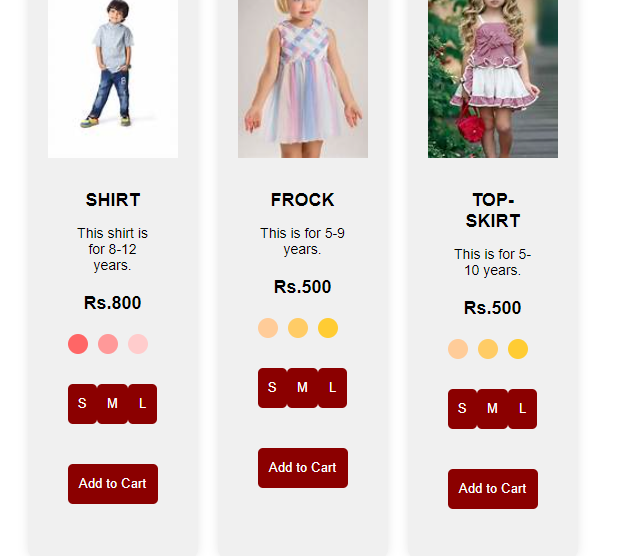 SHIRT
This shirt is
for 8-12
years.
Rs.800
S M L
Add to Cart
FROCK
This is for 5-9
years.
Rs.500
S M L
Add to Cart
TOP-
SKIRT
This is for 5-
10 years.
Rs.500
S M L
Add to Cart